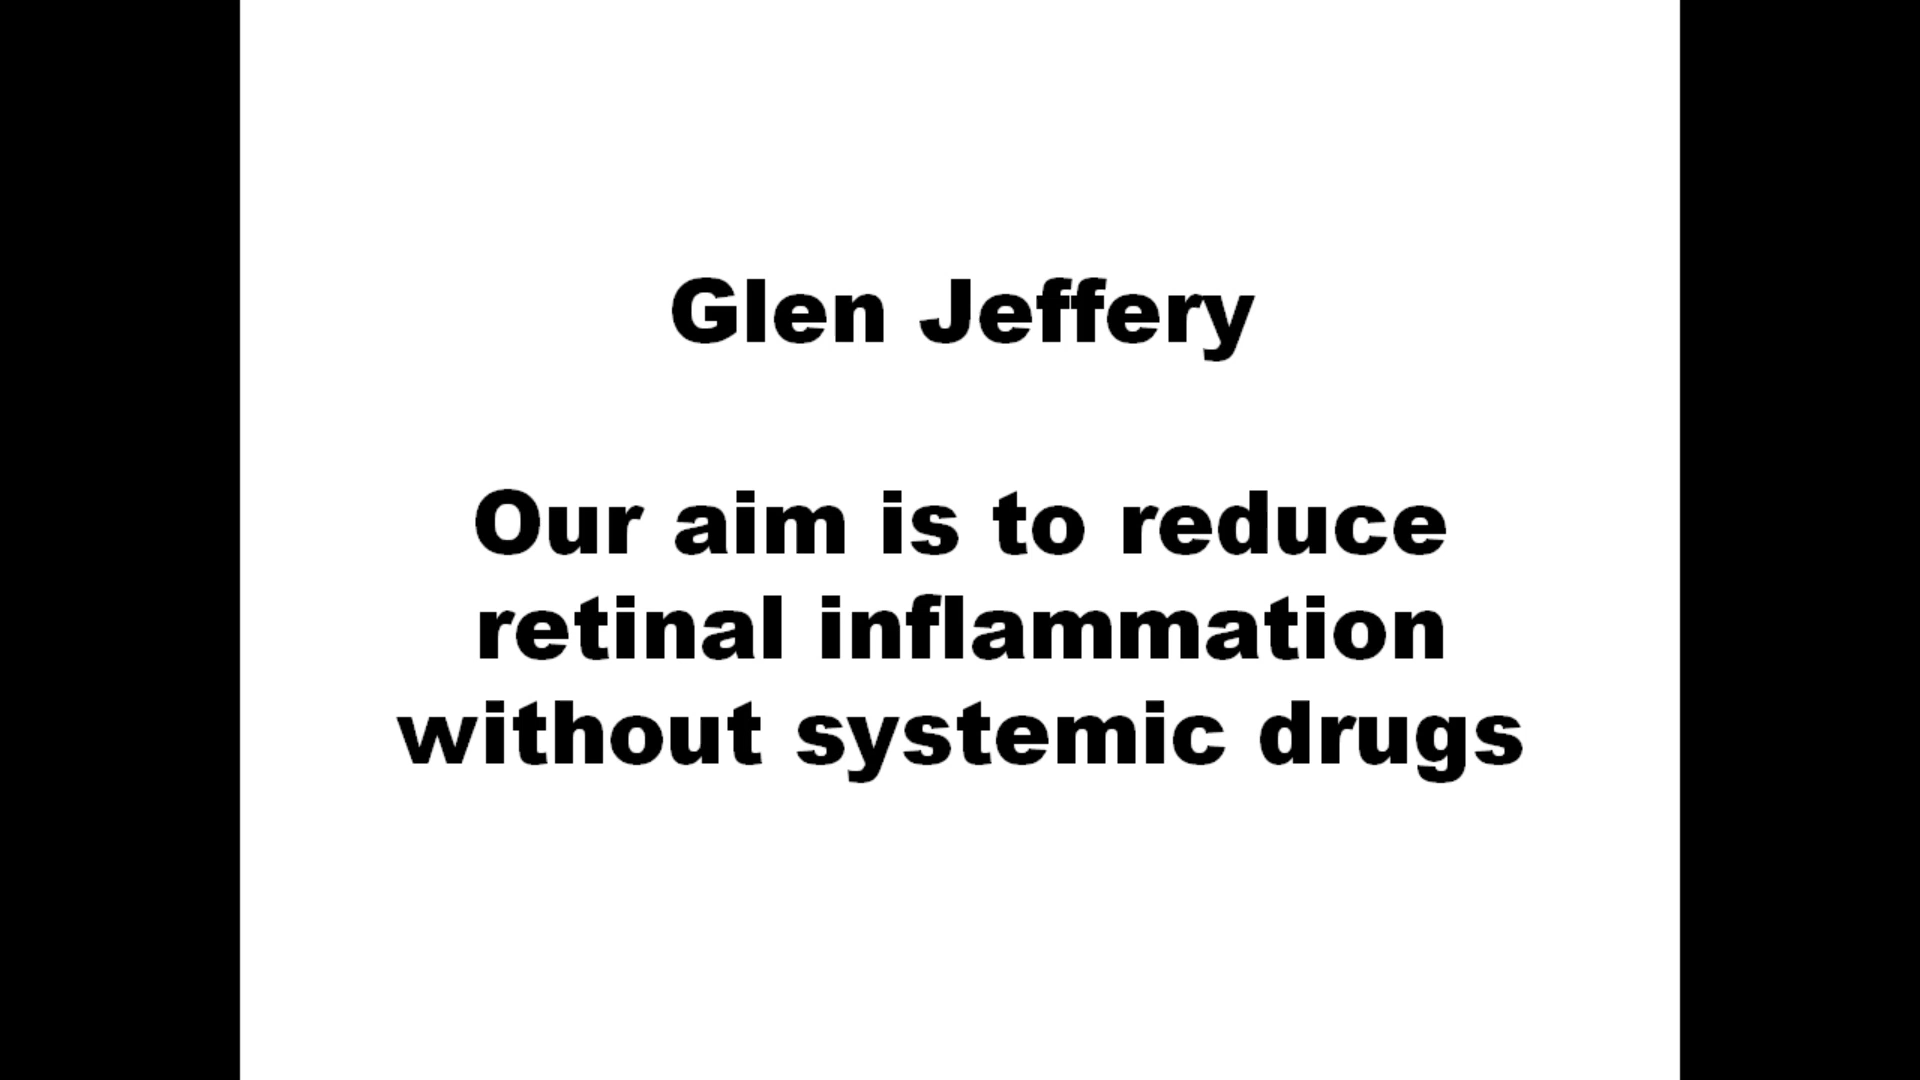 Glen Jeffery
Our aim is to reduce
retinal inflammation
without systemic drugs